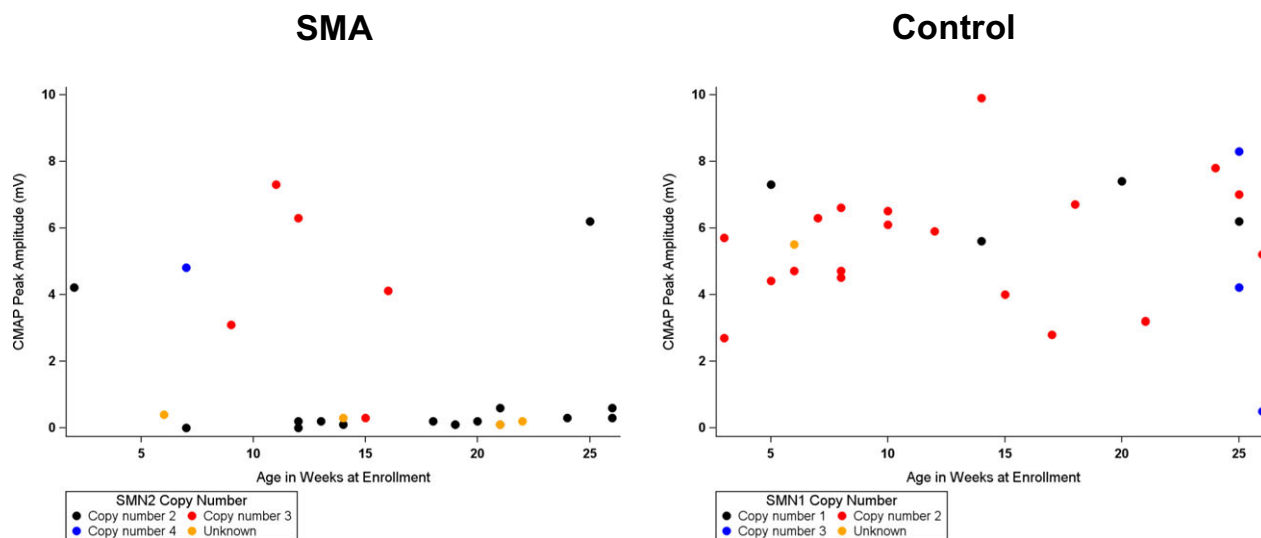 SMA
Control
10
8
6
4
2
0
CMAP Peak Amplitude (mV)
5 10 15 20 25
Age in Weeks at Enrollment
SMN2 Copy Number
Copy number 2 Copy number 3
Copy number 4 Unknown
10
8
6
4
2
0
CMAP Peak Amplitude (mV)
5 10 15 20 25
Age in Weeks at Enrollment
SMN1 Copy Number
Copy number 1 Copy number 2
Copy number 3 Unknown